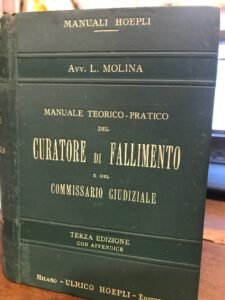 MANUALI HOEPLI
AVV. L. MOLINA
MANUALE TEORICO-PRATICO
DEL
CURATORE DI FALLIMENTO
E DEL
COMMISSARIO GIUDIZIALE
TERZA EDIZIONE
CON APPENDICE
MILANO - ULRICO HOEPLI -